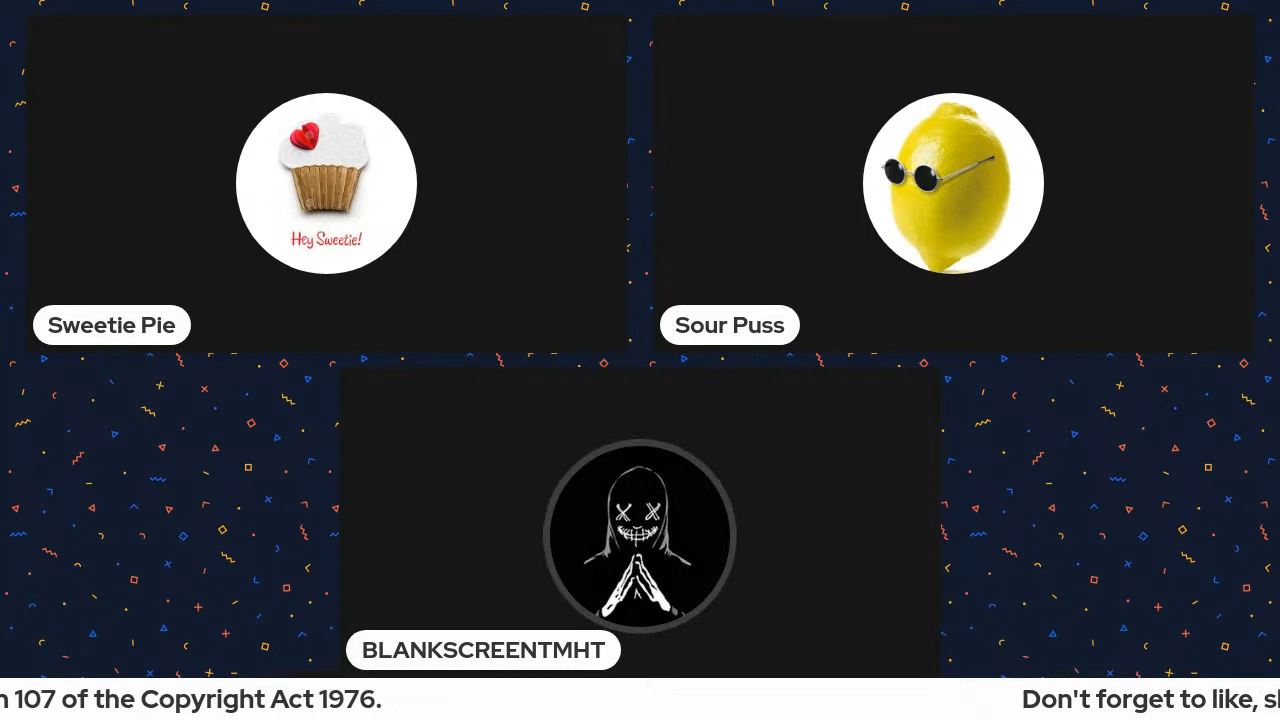 Hey Sweetie!
Sweetie Pie
Sour Puss
BLANKSCREENTMHT
107 of the Copyright Act 1976.
Don't forget to like,